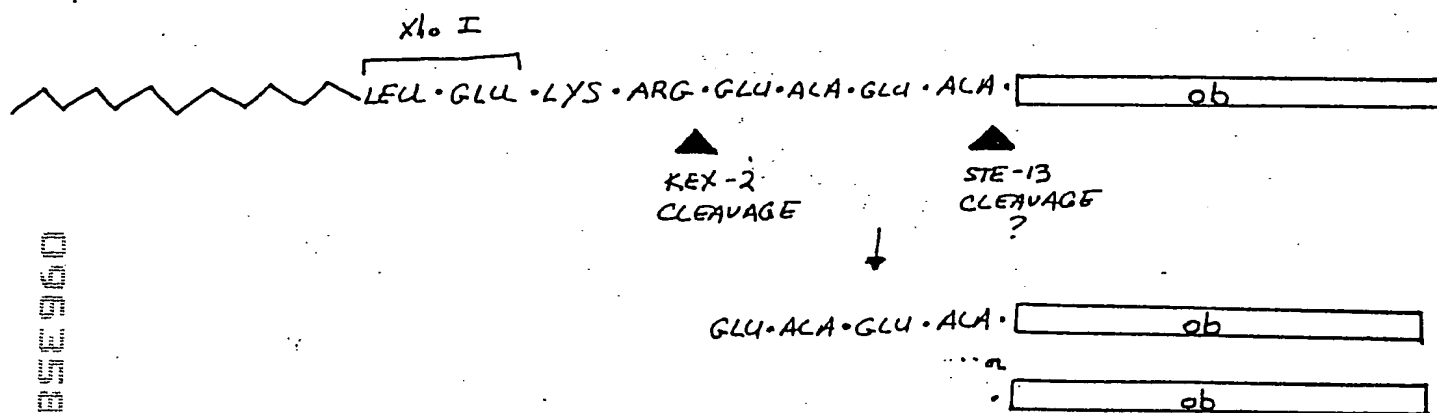 Xho I
LEU · GLU · LYS · ARG · GLU · ALA · GLU · ALA · ob
KEX-2 CLEAVAGE
STE-13 CLEAVAGE ?
GLU · ALA · GLU · ALA · ob
... or
· ob